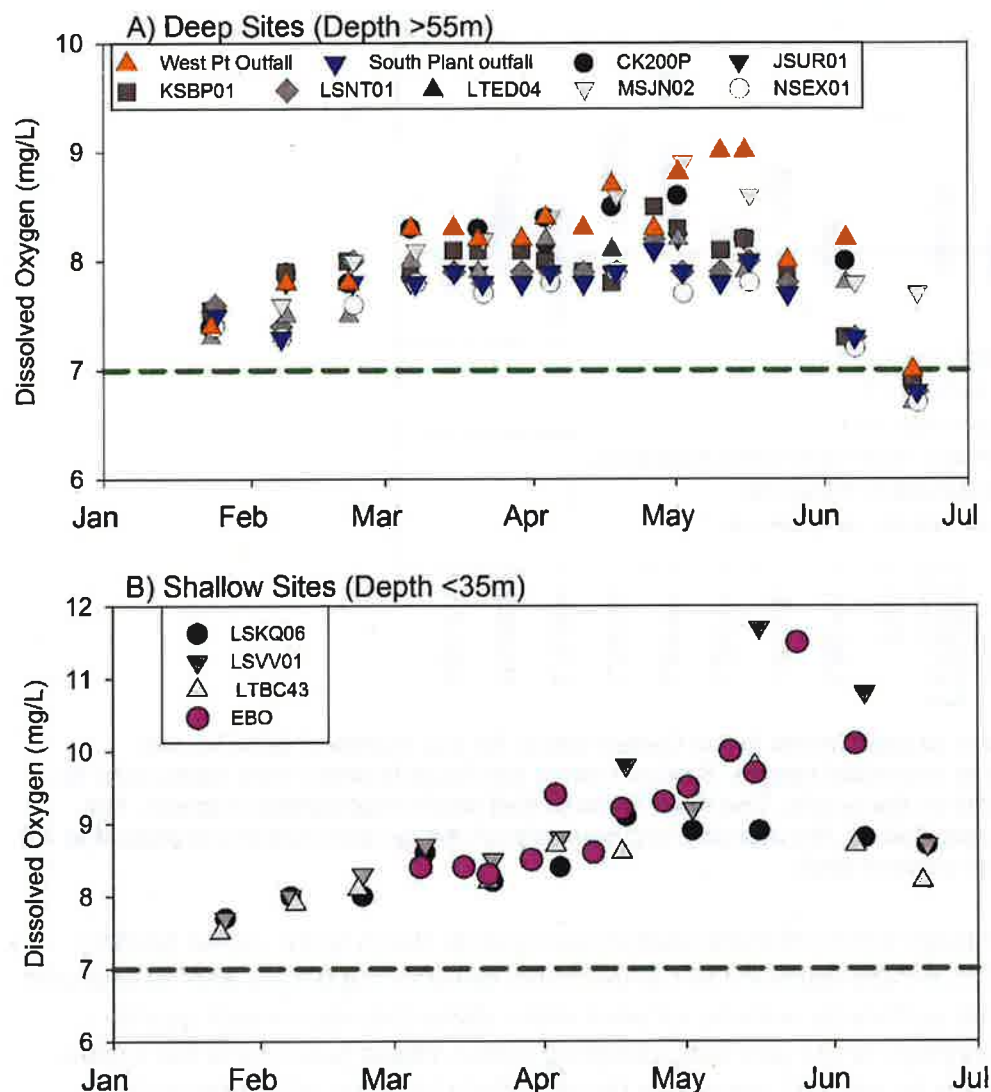 A) Deep Sites (Depth >55m)
10
West Pt Outfall South Plant outfall CK200P JSUR01
KSBP01 LSNT01 LTED04 MSJN02 NSEX01
9
8
7
6
Dissolved Oxygen (mg/L)
Jan Feb Mar Apr May Jun Jul
B) Shallow Sites (Depth <35m)
12
LSKQ06
LSVV01
LTBC43
EBO
11
10
9
8
7
6
Dissolved Oxygen (mg/L)
Jan Feb Mar Apr May Jun Jul